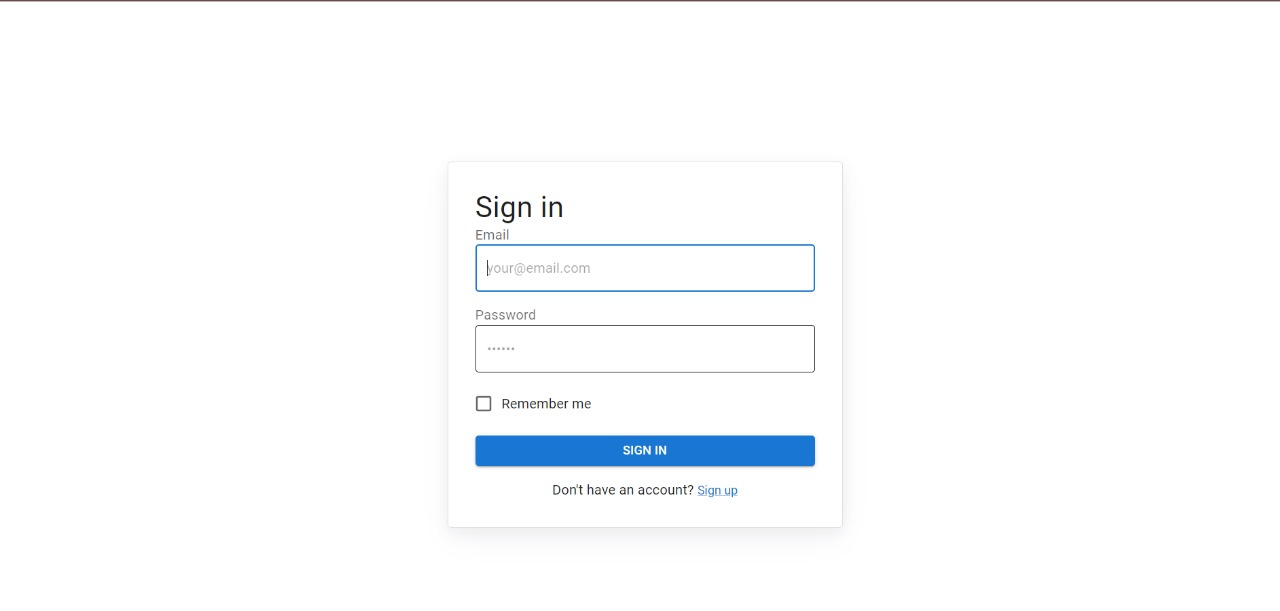 Sign in
Email
your@email.com
Password
••••••
Remember me
SIGN IN
Don't have an account? Sign up